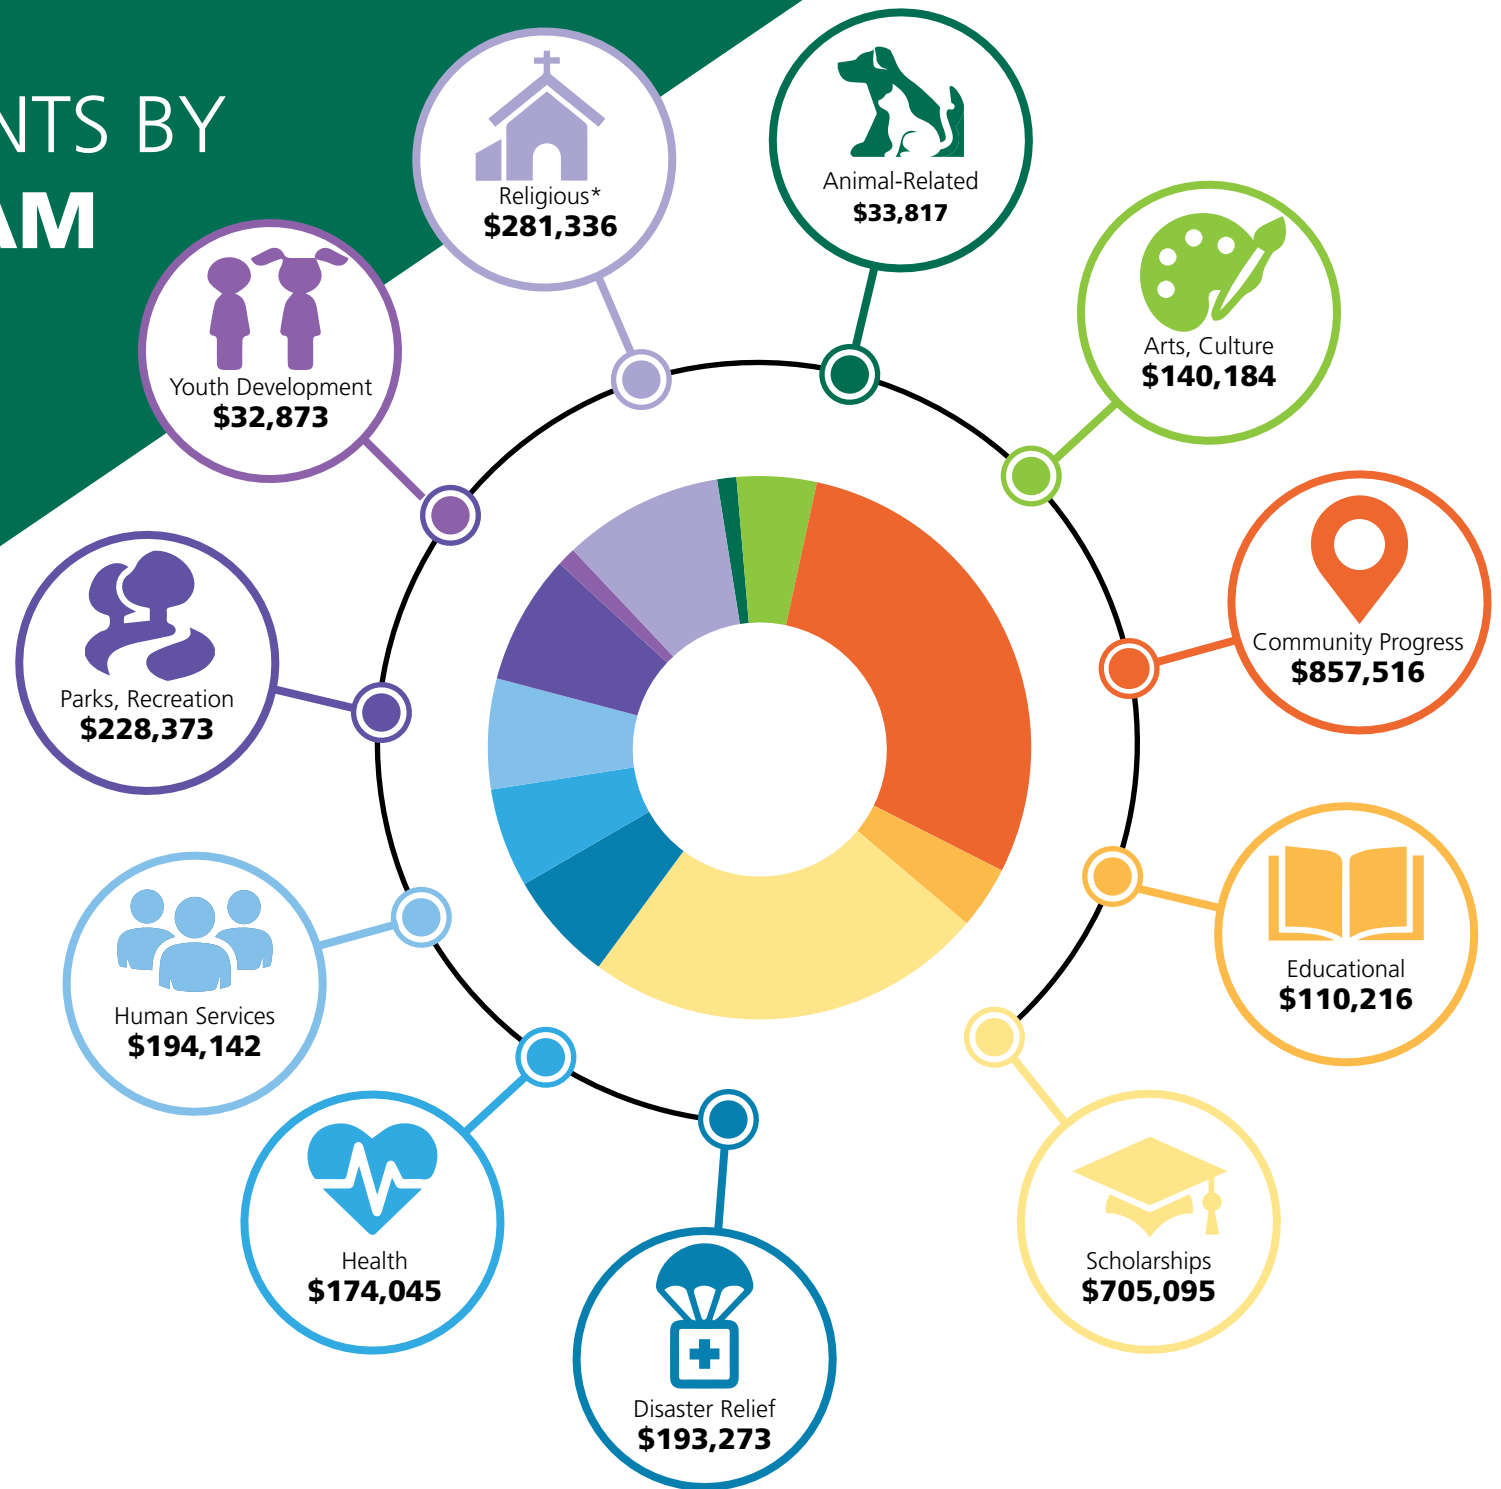 NTS BY
AM
Religious*
$281,336
Animal-Related
$33,817
Arts, Culture
$140,184
Youth Development
$32,873
Community Progress
$857,516
Parks, Recreation
$228,373
Educational
$110,216
Human Services
$194,142
Health
$174,045
Scholarships
$705,095
Disaster Relief
$193,273